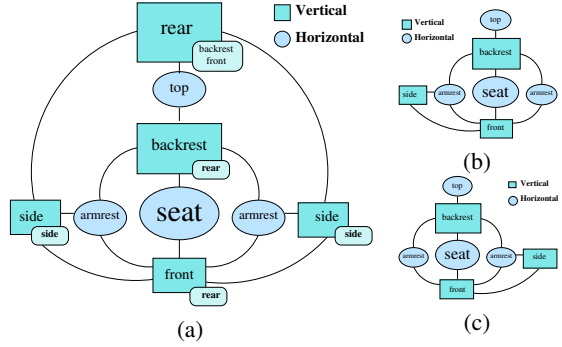 rear
backrest
front
Vertical
Horizontal
top
backrest
rear
side
side
armrest
seat
armrest
side
side
front
rear
(a)
Vertical
Horizontal
top
backrest
side
armrest
seat
armrest
front
(b)
top
Vertical
Horizontal
backrest
armrest
seat
armrest
side
front
(c)